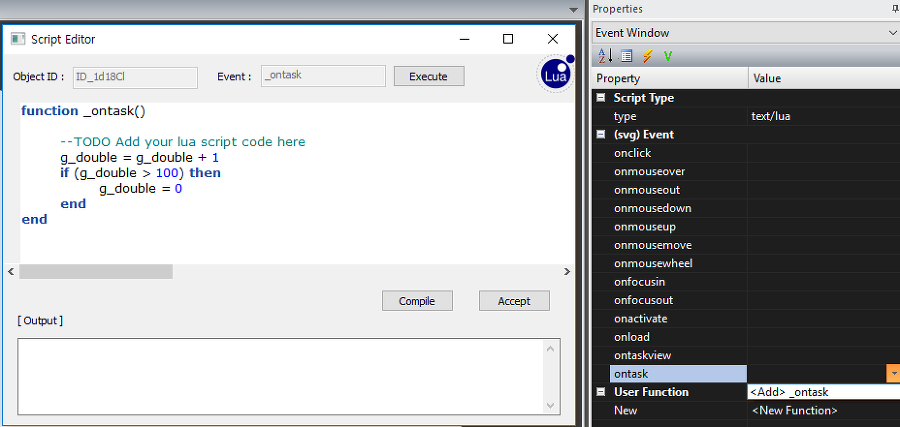 Script Editor
Object ID : ID_1d18Cl Event : _ontask Execute
Lua
function _ontask()
--TODO Add your lua script code here
g_double = g_double + 1
if (g_double > 100) then
g_double = 0
end
end
Compile Accept
[ Output ]
Properties
Event Window
Property Value
Script Type
type text/lua
(svg) Event
onclick
onmouseover
onmouseout
onmousedown
onmouseup
onmousemove
onmousewheel
onfocusin
onfocusout
onactivate
onload
ontaskview
ontask
User Function <Add> _ontask
New <New Function>